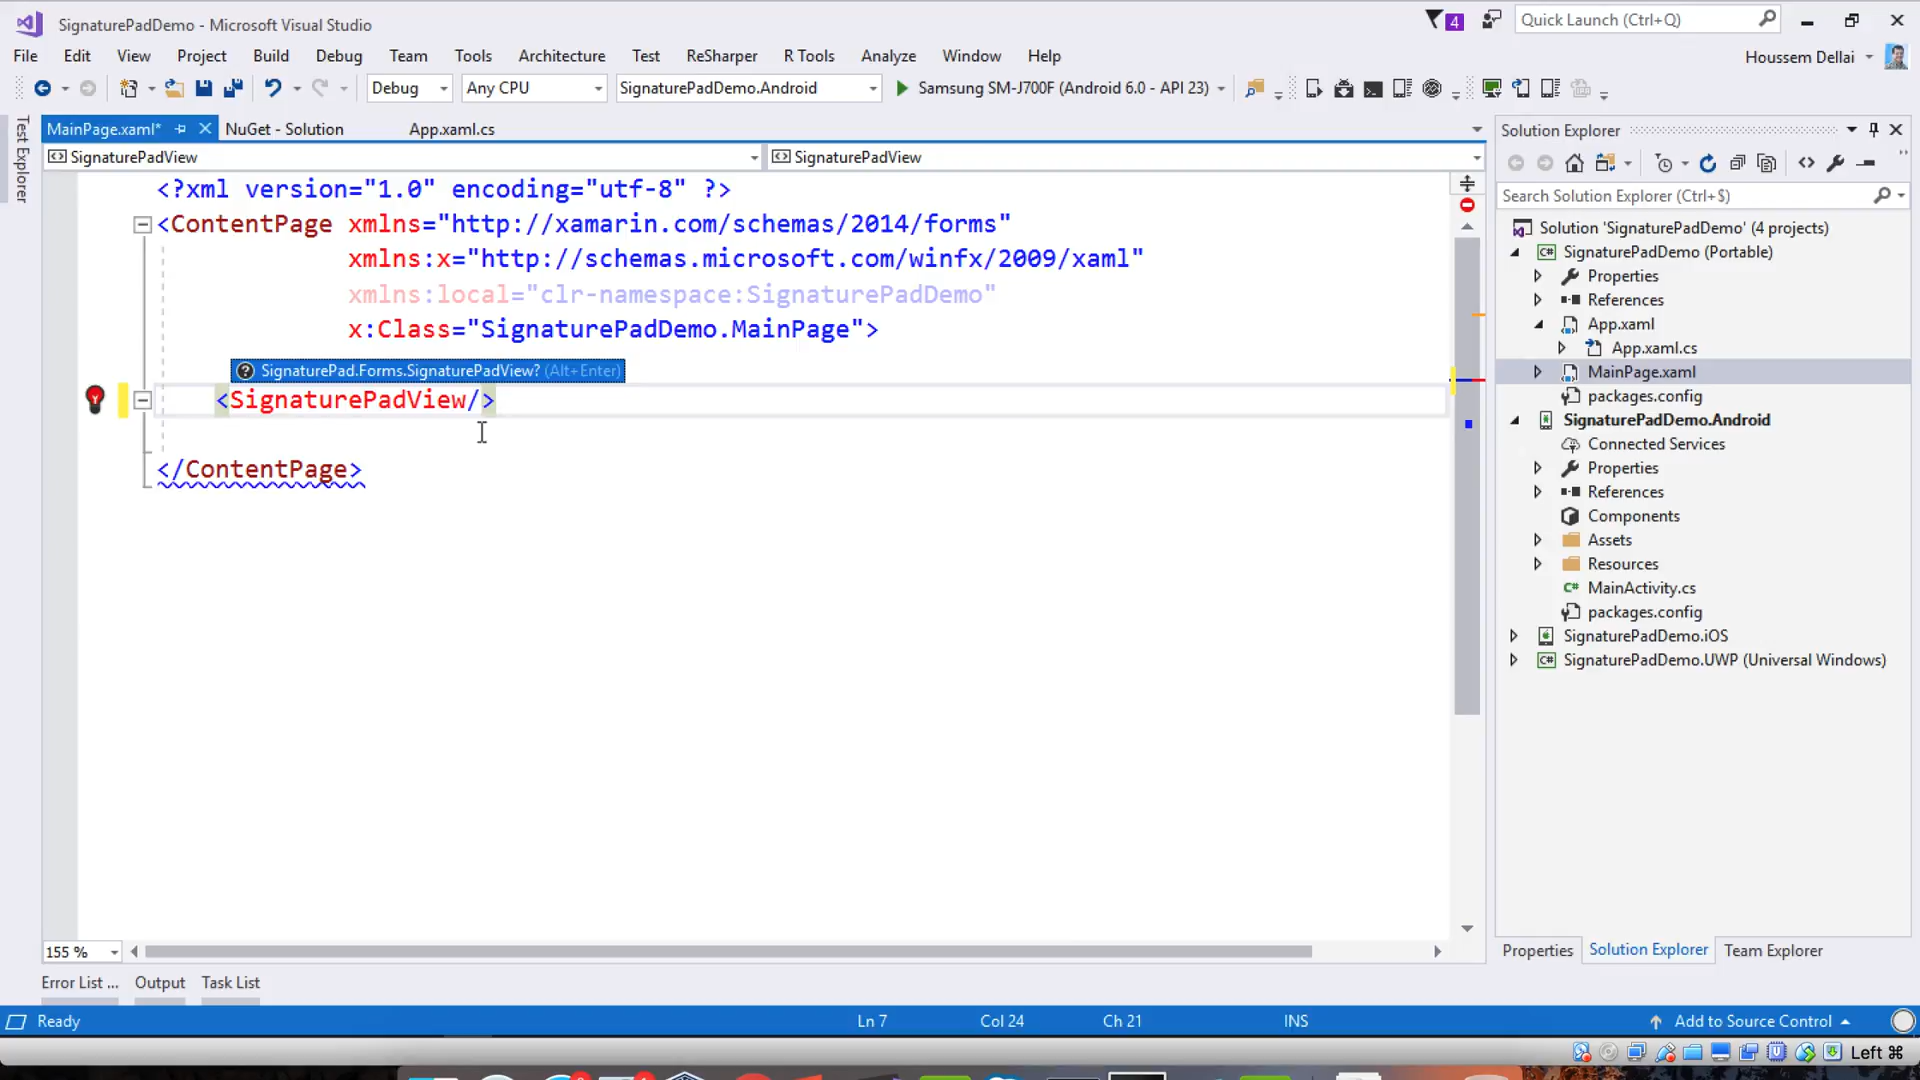 SignaturePadDemo - Microsoft Visual Studio
4
Quick Launch (Ctrl+Q)
File Edit View Project Build Debug Team Tools Architecture Test ReSharper R Tools Analyze Window Help
Houssem Dellai
Debug Any CPU SignaturePadDemo.Android Samsung SM-J700F (Android 6.0 - API 23)
Test Explorer
MainPage.xaml* NuGet - Solution App.xaml.cs
SignaturePadView SignaturePadView
<?xml version="1.0" encoding="utf-8" ?>
<ContentPage xmlns="http://xamarin.com/schemas/2014/forms"
xmlns:x="http://schemas.microsoft.com/winfx/2009/xaml"
xmlns:local="clr-namespace:SignaturePadDemo"
x:Class="SignaturePadDemo.MainPage">
SignaturePad.Forms.SignaturePadView? (Alt+Enter)
<SignaturePadView/>
</ContentPage>
155 %
Solution Explorer
Search Solution Explorer (Ctrl+$)
Solution 'SignaturePadDemo' (4 projects)
SignaturePadDemo (Portable)
Properties
References
App.xaml
App.xaml.cs
MainPage.xaml
packages.config
SignaturePadDemo.Android
Connected Services
Properties
References
Components
Assets
Resources
MainActivity.cs
packages.config
SignaturePadDemo.iOS
SignaturePadDemo.UWP (Universal Windows)
Properties Solution Explorer Team Explorer
Error List ... Output Task List
Ready Ln 7 Col 24 Ch 21 INS Add to Source Control
Left ⌘